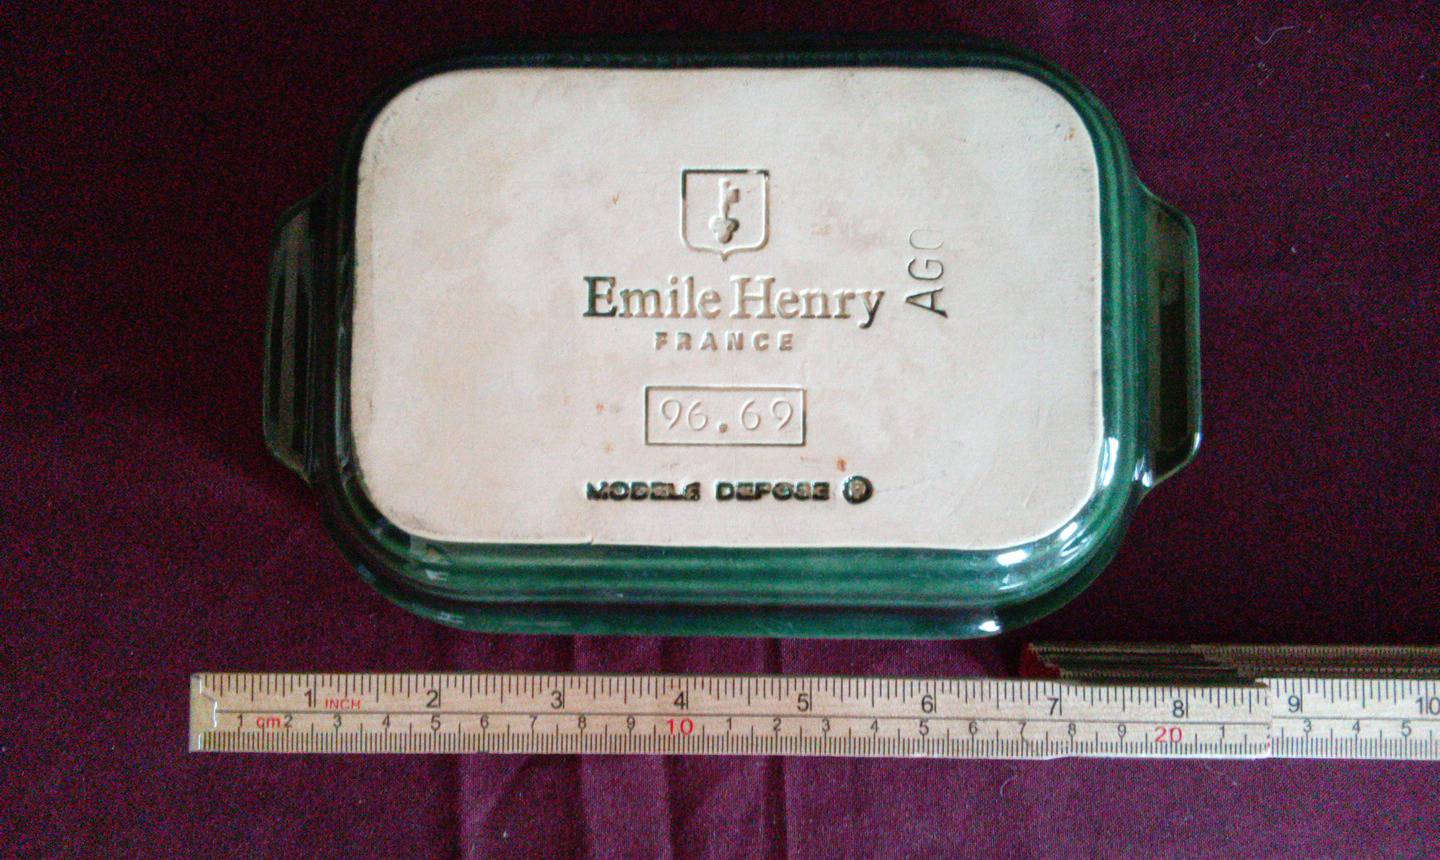 Emile Henry
FRANCE
96.69
MODELE DEPOSE ®
AGO
1 INCH 2 3 4 5 6 7 8 9 10
1 cm 2 3 4 5 6 7 8 9 10 1 2 3 4 5 6 7 8 9 20 1 3 4 5